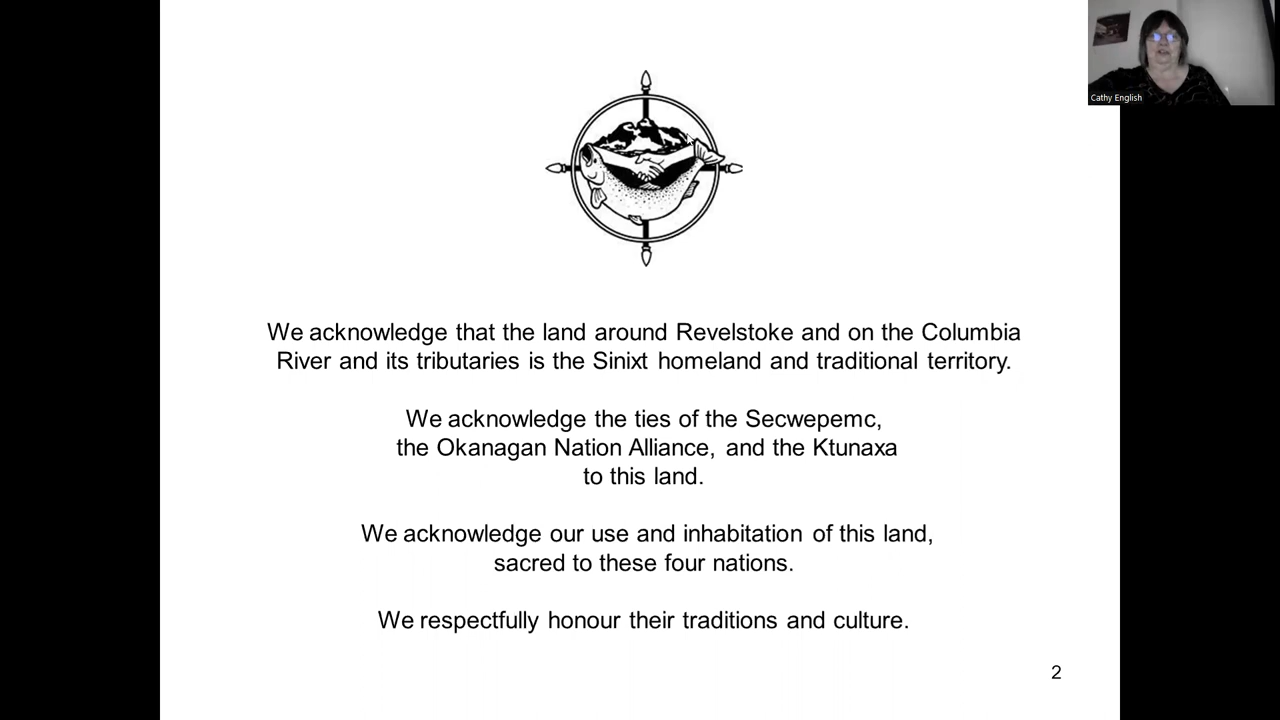 Cathy English
We acknowledge that the land around Revelstoke and on the Columbia
River and its tributaries is the Sinixt homeland and traditional territory.
We acknowledge the ties of the Secwepemc,
the Okanagan Nation Alliance, and the Ktunaxa
to this land.
We acknowledge our use and inhabitation of this land,
sacred to these four nations.
We respectfully honour their traditions and culture.
2